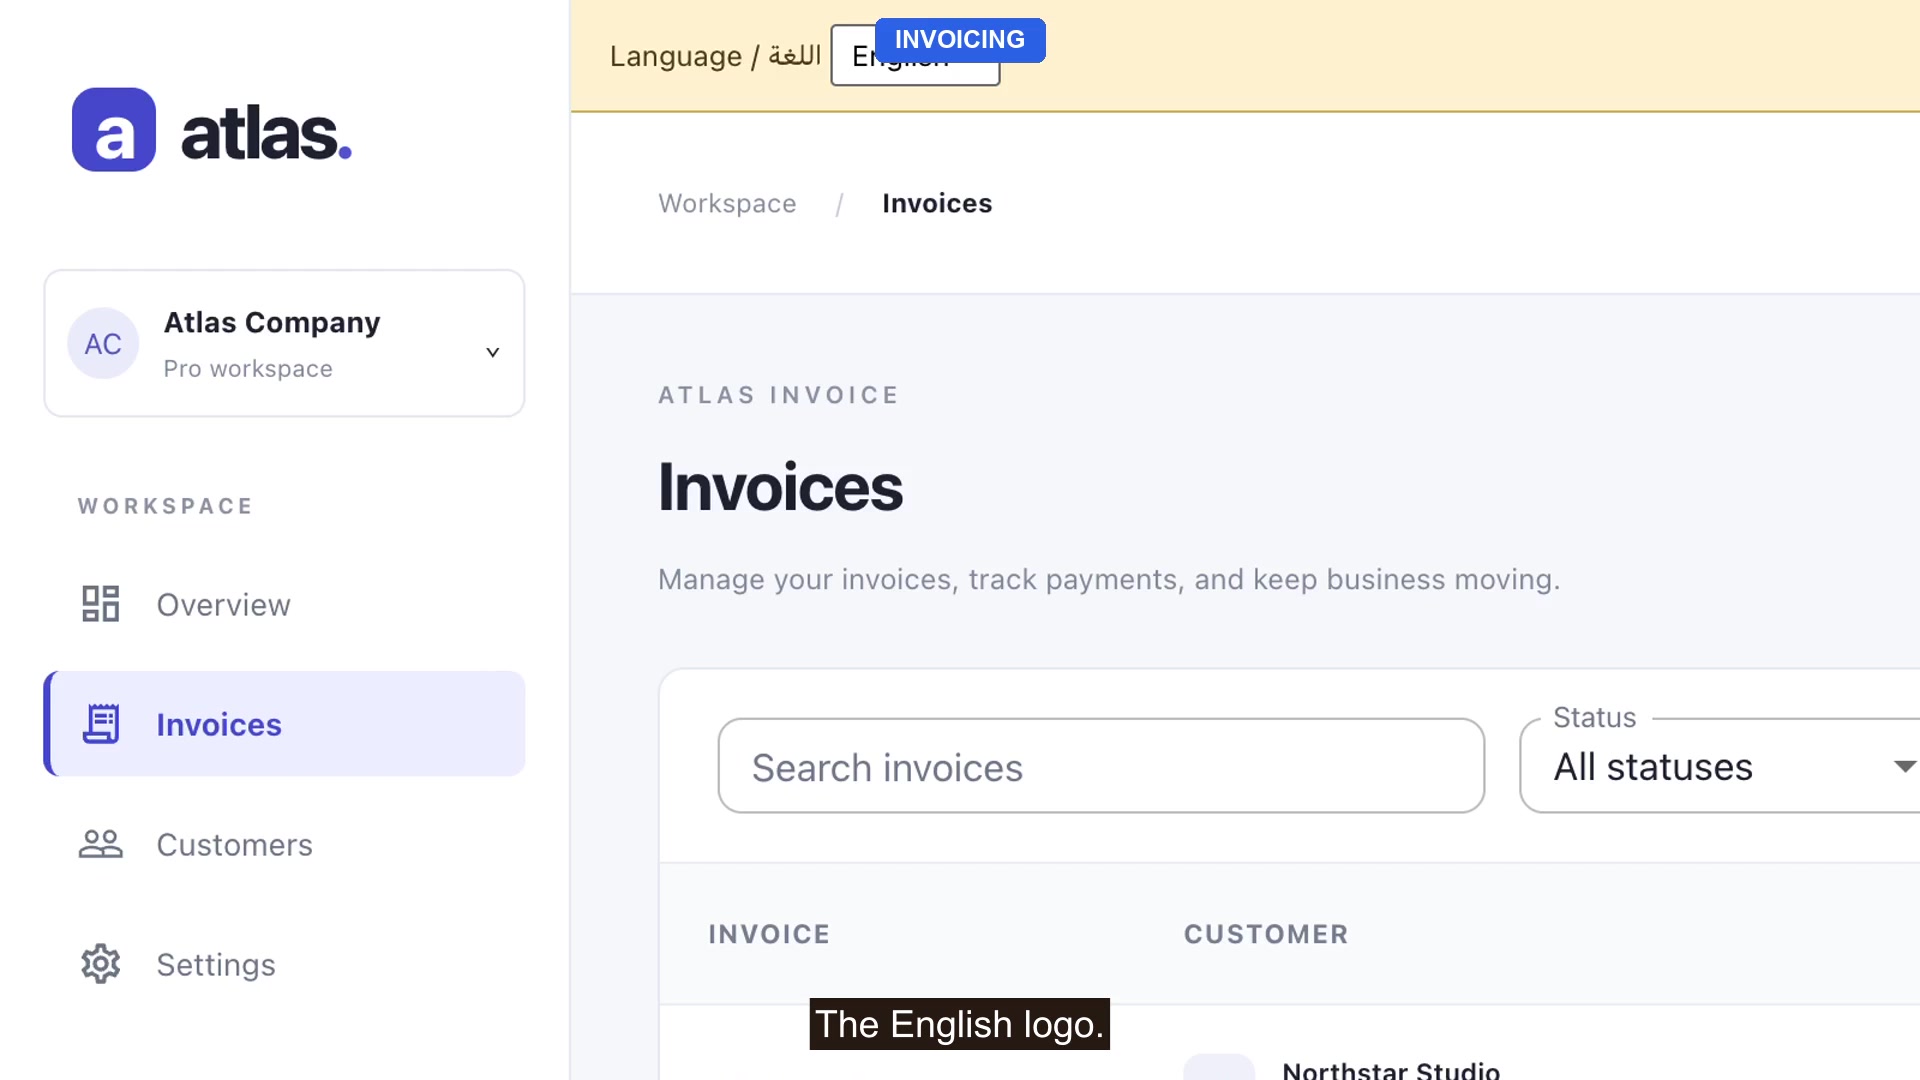 a atlas.
AC
Atlas Company
Pro workspace
WORKSPACE
Overview
Invoices
Customers
Settings
Language / اللغة
English
INVOICING
Workspace / Invoices
ATLAS INVOICE
Invoices
Manage your invoices, track payments, and keep business moving.
Search invoices
Status
All statuses
INVOICE CUSTOMER
Northstar Studio
The English logo.